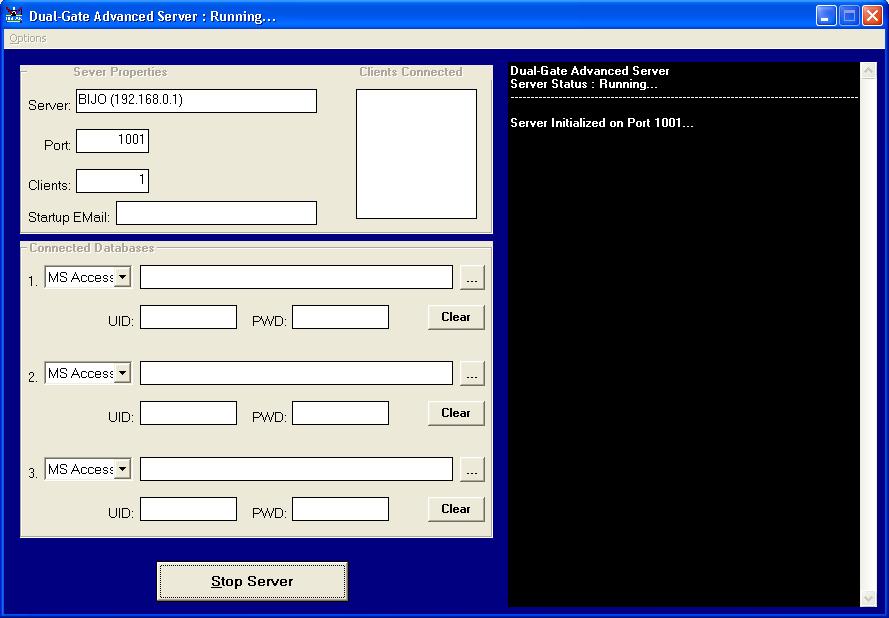 Dual-Gate Advanced Server : Running...
Options
Sever Properties
Clients Connected
Server: BIJO (192.168.0.1)
Port: 1001
Clients: 1
Startup EMail:
Connected Databases
1. MS Access ...
UID: PWD: Clear
2. MS Access ...
UID: PWD: Clear
3. MS Access ...
UID: PWD: Clear
Stop Server
Dual-Gate Advanced Server
Server Status : Running...
Server Initialized on Port 1001...